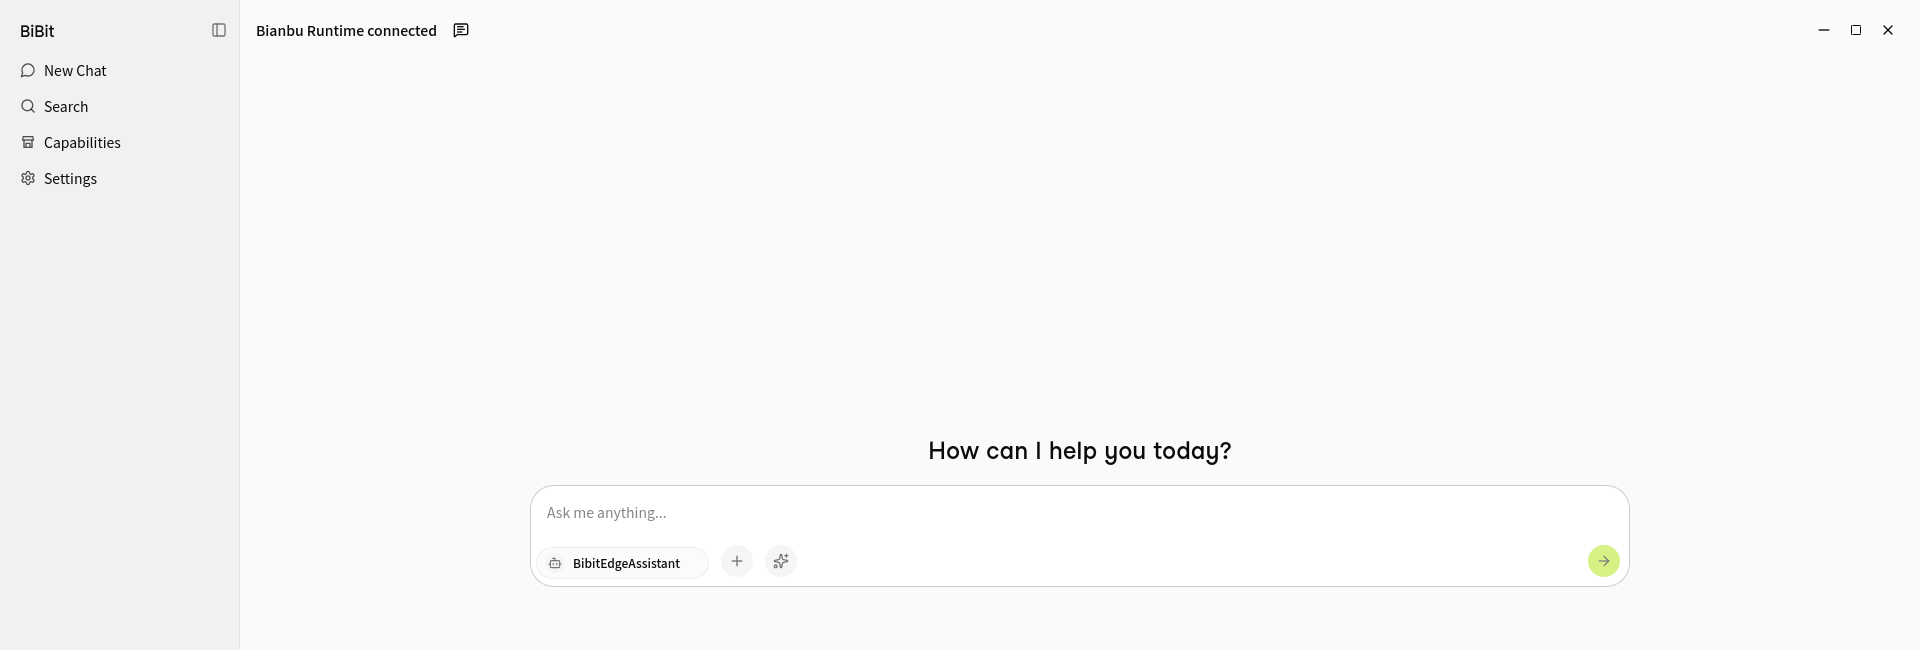 BiBit
New Chat
Search
Capabilities
Settings
Bianbu Runtime connected
How can I help you today?
Ask me anything...
BibitEdgeAssistant